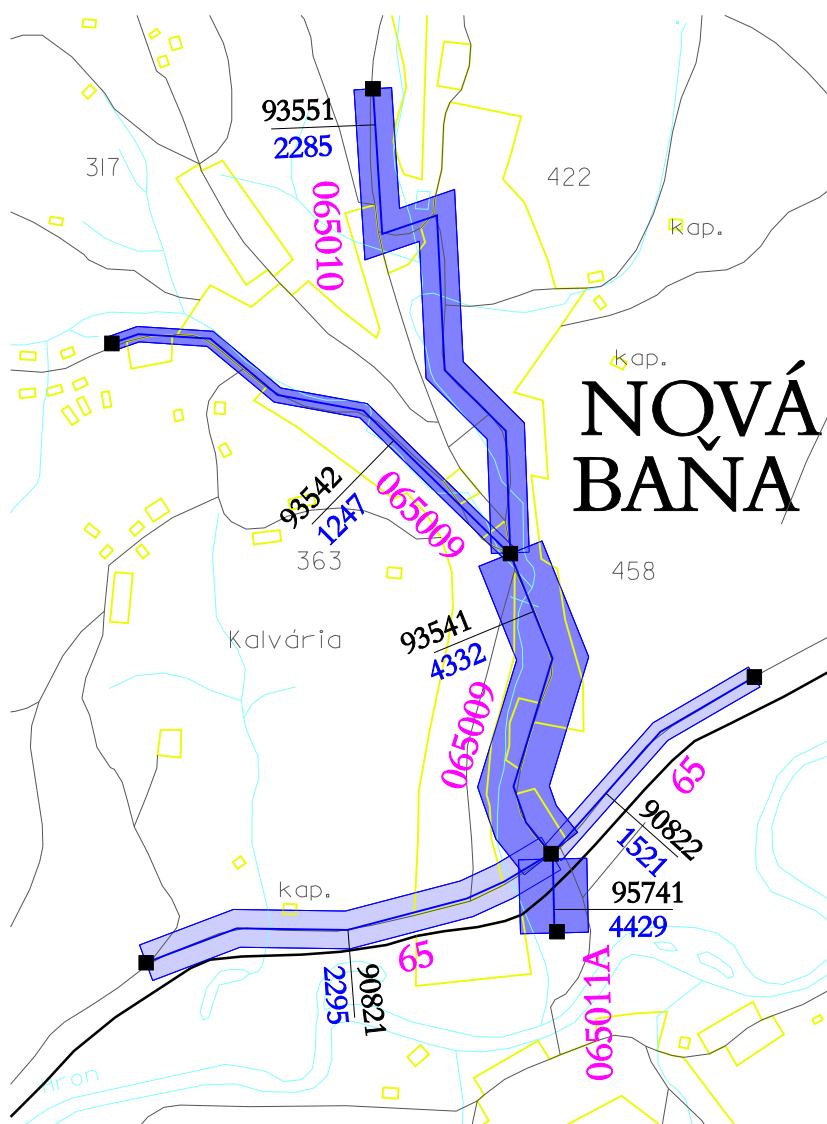 93551
2285
317
422
065010
kap.
kap.
NOVÁ
BAŇA
93542
1247
065009
363
458
Kalvária
93541
4332
065009
65
90822
1521
kap.
95741
4429
65
90821
2295
065011A
Hron